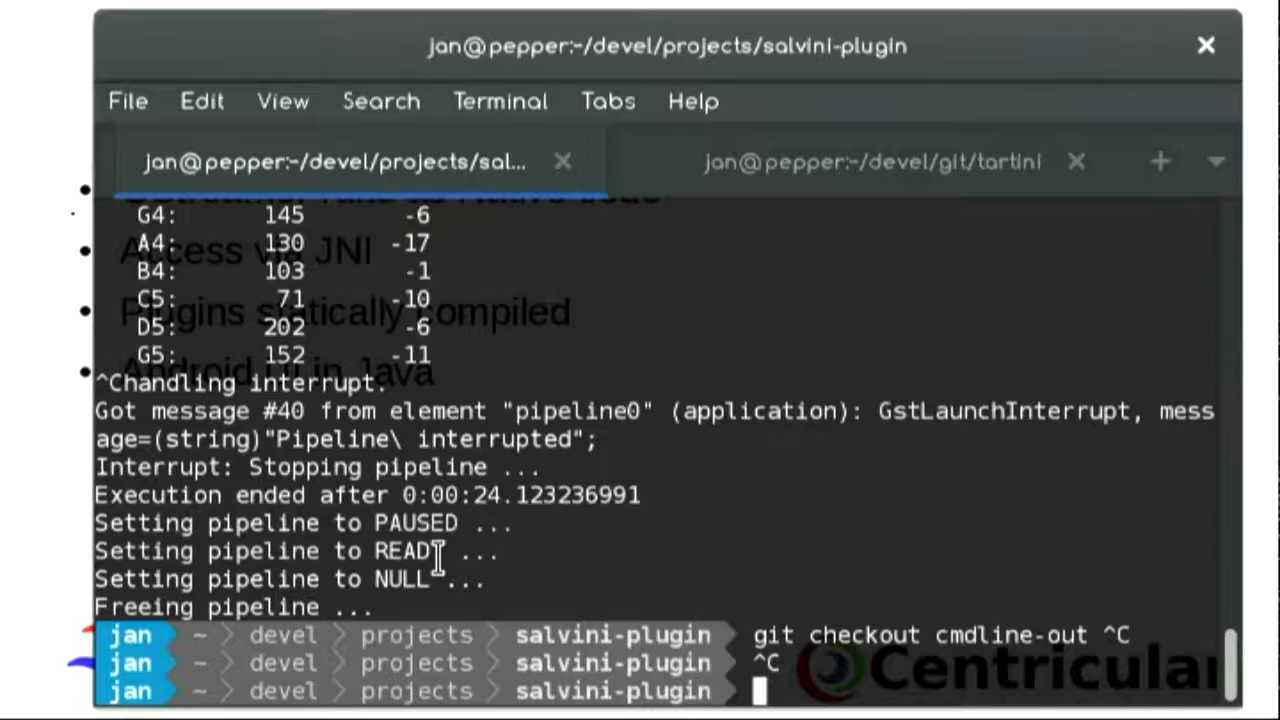 jan@pepper:~/devel/projects/salvini-plugin
File Edit View Search Terminal Tabs Help
jan@pepper:~/devel/projects/sal... jan@pepper:~/devel/git/tartini
G4: 145 -6
A4: 130 -17
Access via JNI
B4: 103 -1
C5: 71 -10
Plugins statically compiled
D5: 202 -6
G5: 152 -11
Android UI in Java
^Chandling interrupt.
Got message #40 from element "pipeline0" (application): GstLaunchInterrupt, mess
age=(string)"Pipeline\ interrupted";
Interrupt: Stopping pipeline ...
Execution ended after 0:00:24.123236991
Setting pipeline to PAUSED ...
Setting pipeline to READY ...
Setting pipeline to NULL ...
Freeing pipeline ...
jan ~ devel projects salvini-plugin git checkout cmdline-out ^C
jan ~ devel projects salvini-plugin ^C
jan ~ devel projects salvini-plugin
Centricular